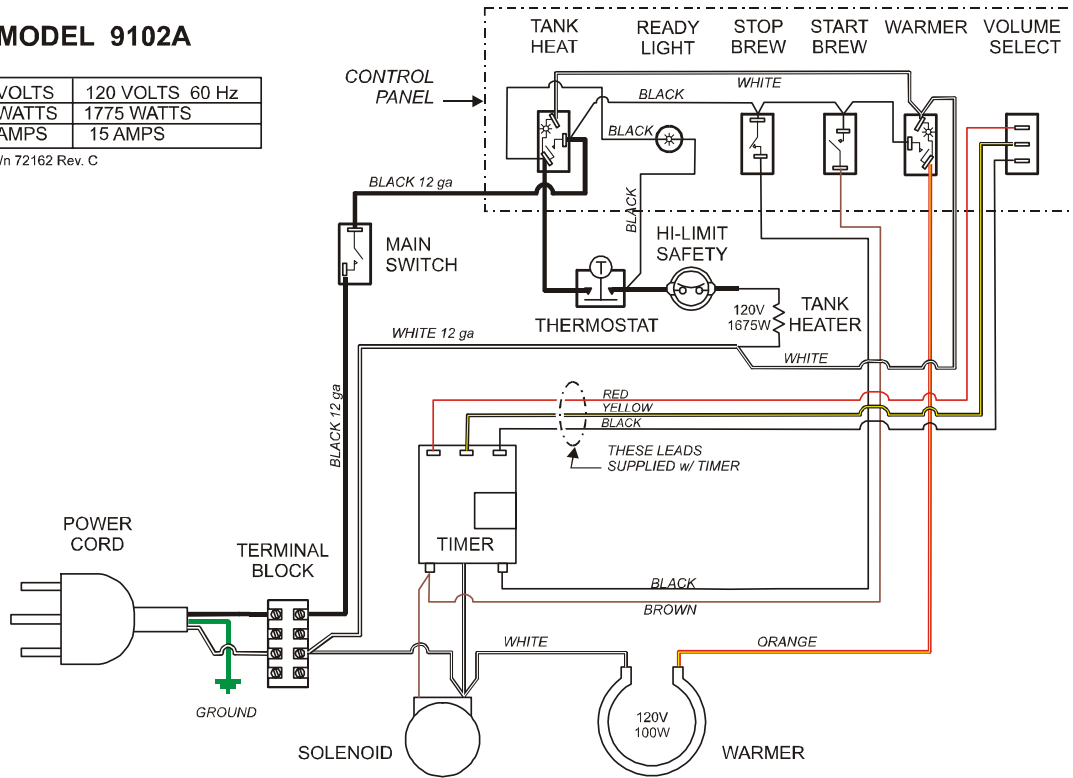 MODEL 9102A
VOLTS 120 VOLTS 60 Hz
WATTS 1775 WATTS
AMPS 15 AMPS
/n 72162 Rev. C
CONTROL
PANEL
TANK
HEAT
READY
LIGHT
STOP
BREW
START
BREW
WARMER
VOLUME
SELECT
WHITE
BLACK
BLACK
BLACK 12 ga
BLACK
MAIN
SWITCH
HI-LIMIT
SAFETY
T
THERMOSTAT
120V
1675W
TANK
HEATER
WHITE 12 ga
WHITE
BLACK 12 ga
RED
YELLOW
BLACK
THESE LEADS
SUPPLIED w/ TIMER
TIMER
POWER
CORD
TERMINAL
BLOCK
BLACK
BROWN
WHITE
ORANGE
GROUND
SOLENOID
120V
100W
WARMER